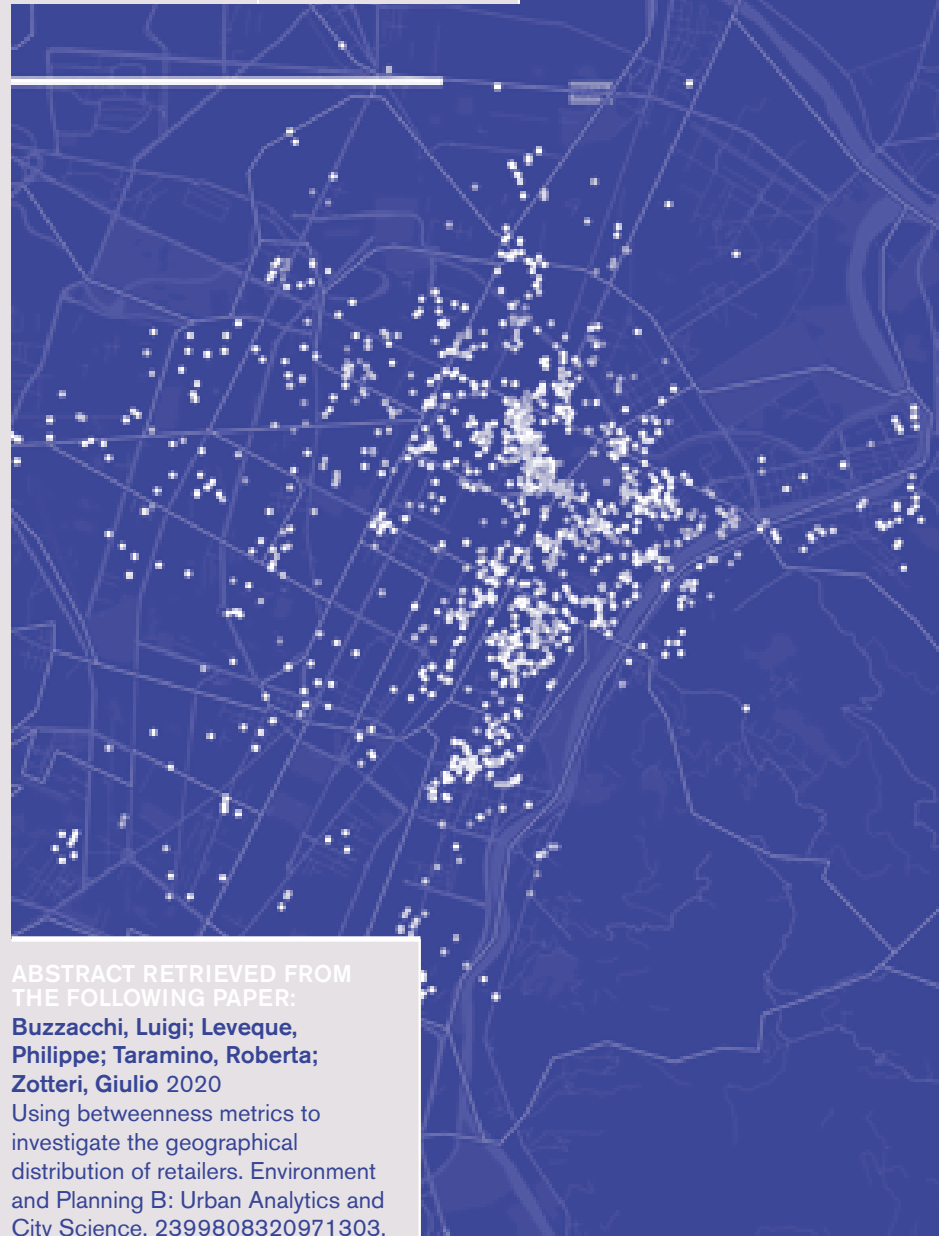 ABSTRACT RETRIEVED FROM
THE FOLLOWING PAPER:
Buzzacchi, Luigi; Leveque,
Philippe; Taramino, Roberta;
Zotteri, Giulio 2020
Using betweenness metrics to
investigate the geographical
distribution of retailers. Environment
and Planning B: Urban Analytics and
City Science, 2399808320971303.